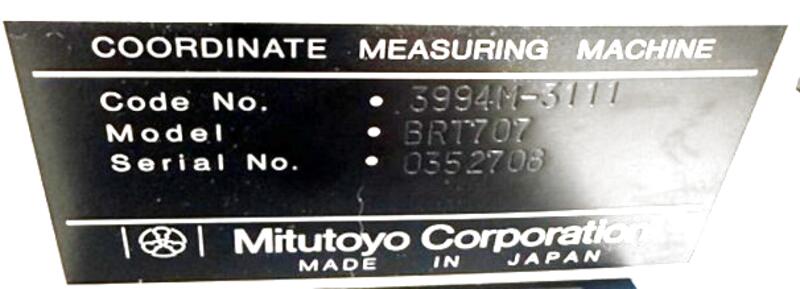 COORDINATE MEASURING MACHINE
Code No. • 3994M-3111
Model • BRT707
Serial No. • 0352708
Mitutoyo Corporation
MADE IN JAPAN